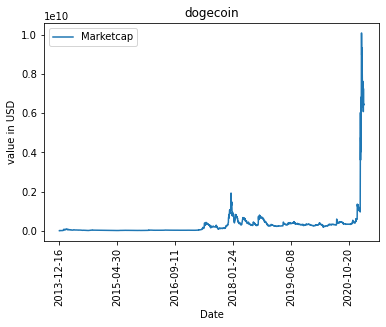 dogecoin
1e10
Marketcap
value in USD
1.0
0.8
0.6
0.4
0.2
0.0
2013-12-16
2015-04-30
2016-09-11
2018-01-24
2019-06-08
2020-10-20
Date